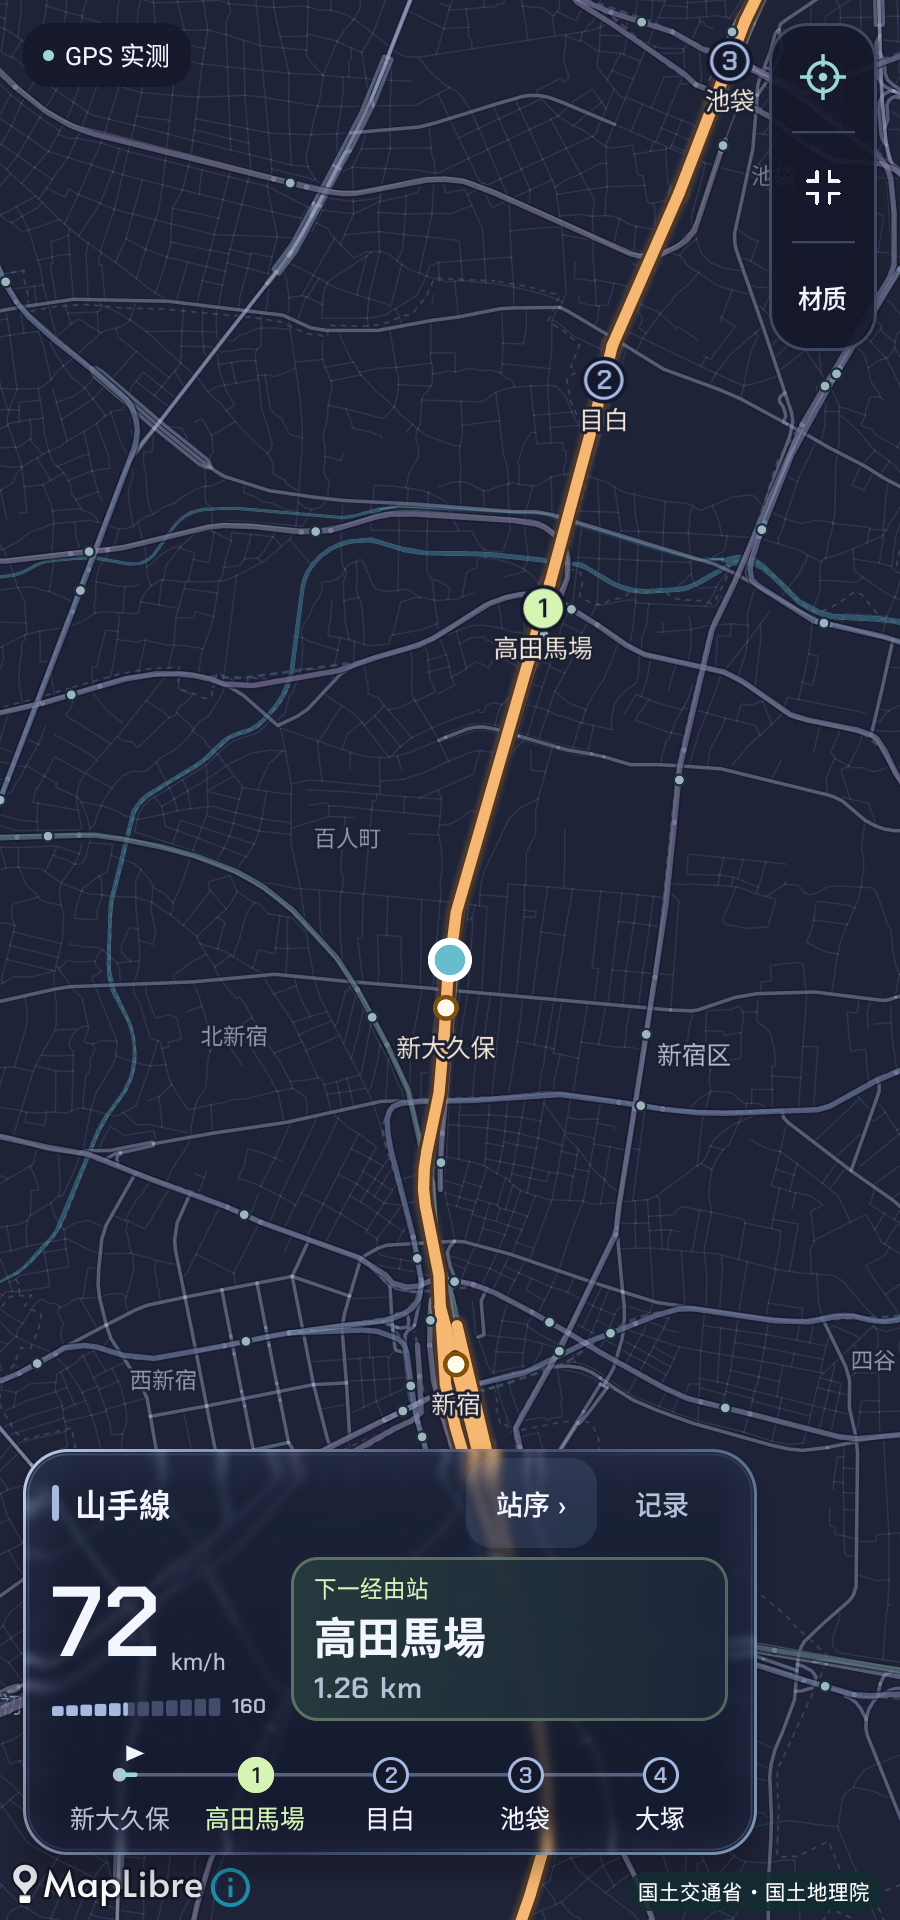 GPS 实测
3
池袋
池袋
材质
2
目白
1
高田馬場
百人町
新大久保
北新宿
新宿区
四谷
西新宿
新宿
山手線
站序 ›
记录
72 km/h
160
下一经由站
高田馬場
1.26 km
1 2 3 4
新大久保 高田馬場 目白 池袋 大塚
MapLibre
国土交通省・国土地理院